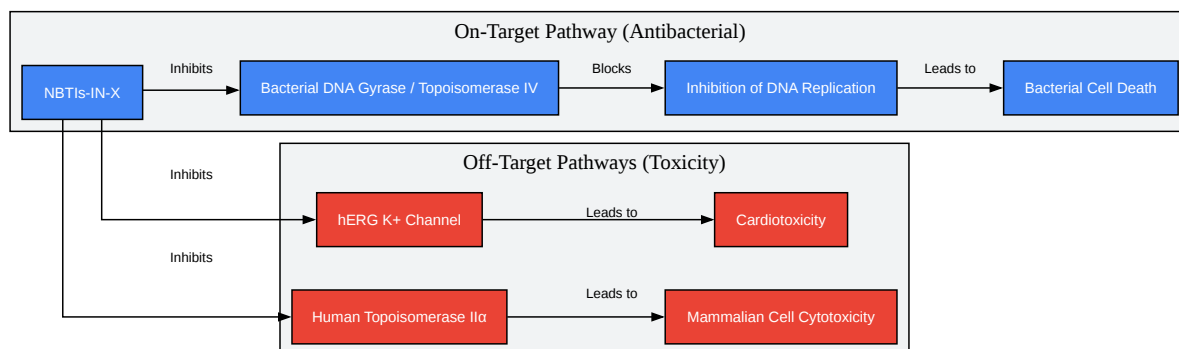 On-Target Pathway (Antibacterial)
NBTIs-IN-X
Inhibits
Bacterial DNA Gyrase / Topoisomerase IV
Blocks
Inhibition of DNA Replication
Leads to
Bacterial Cell Death
Off-Target Pathways (Toxicity)
Inhibits
hERG K+ Channel
Leads to
Cardiotoxicity
Inhibits
Human Topoisomerase IIα
Leads to
Mammalian Cell Cytotoxicity